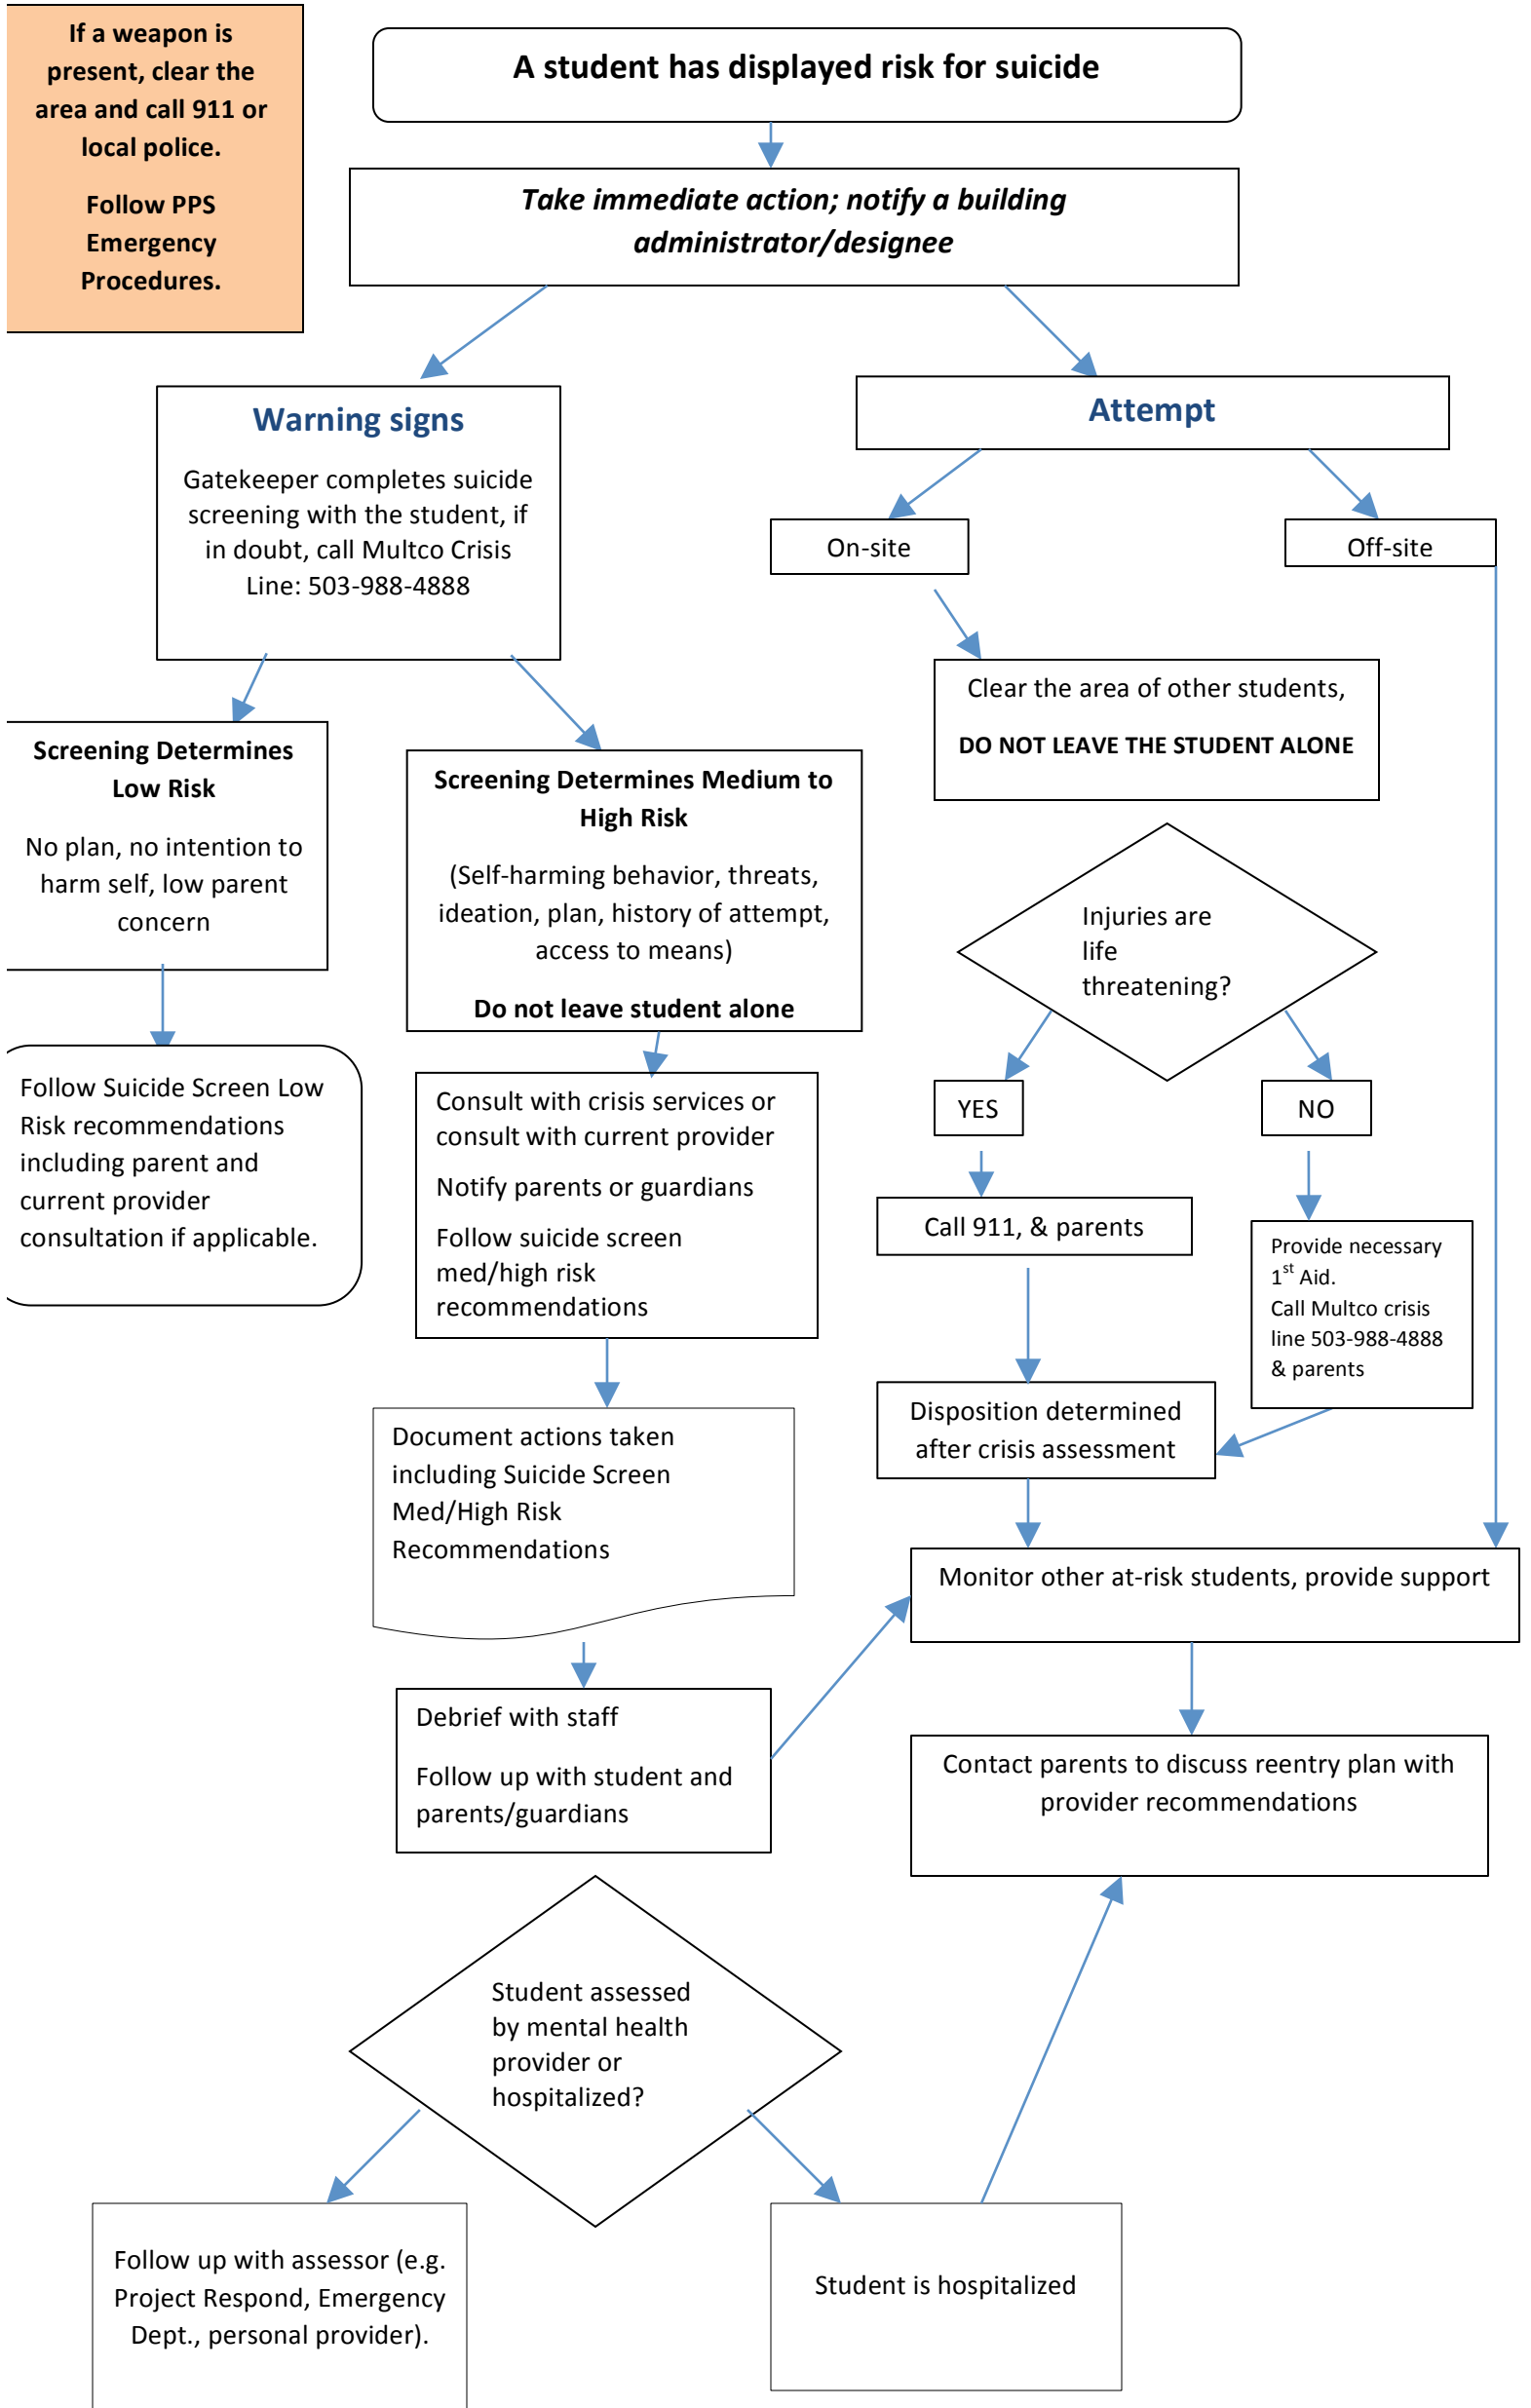 If a weapon is
present, clear the
area and call 911 or
local police.
Follow PPS
Emergency
Procedures.
A student has displayed risk for suicide
Take immediate action; notify a building
administrator/designee
Warning signs
Gatekeeper completes suicide
screening with the student, if
in doubt, call Multco Crisis
Line: 503-988-4888
Attempt
On-site
Off-site
Clear the area of other students,
DO NOT LEAVE THE STUDENT ALONE
Screening Determines
Low Risk
No plan, no intention to
harm self, low parent
concern
Screening Determines Medium to
High Risk
(Self-harming behavior, threats,
ideation, plan, history of attempt,
access to means)
Do not leave student alone
Injuries are
life
threatening?
YES
NO
Follow Suicide Screen Low
Risk recommendations
including parent and
current provider
consultation if applicable.
Consult with crisis services or
consult with current provider
Notify parents or guardians
Follow suicide screen
med/high risk
recommendations
Call 911, & parents
Provide necessary
1st Aid.
Call Multco crisis
line 503-988-4888
& parents
Disposition determined
after crisis assessment
Document actions taken
including Suicide Screen
Med/High Risk
Recommendations
Monitor other at-risk students, provide support
Debrief with staff
Follow up with student and
parents/guardians
Contact parents to discuss reentry plan with
provider recommendations
Student assessed
by mental health
provider or
hospitalized?
Follow up with assessor (e.g.
Project Respond, Emergency
Dept., personal provider).
Student is hospitalized